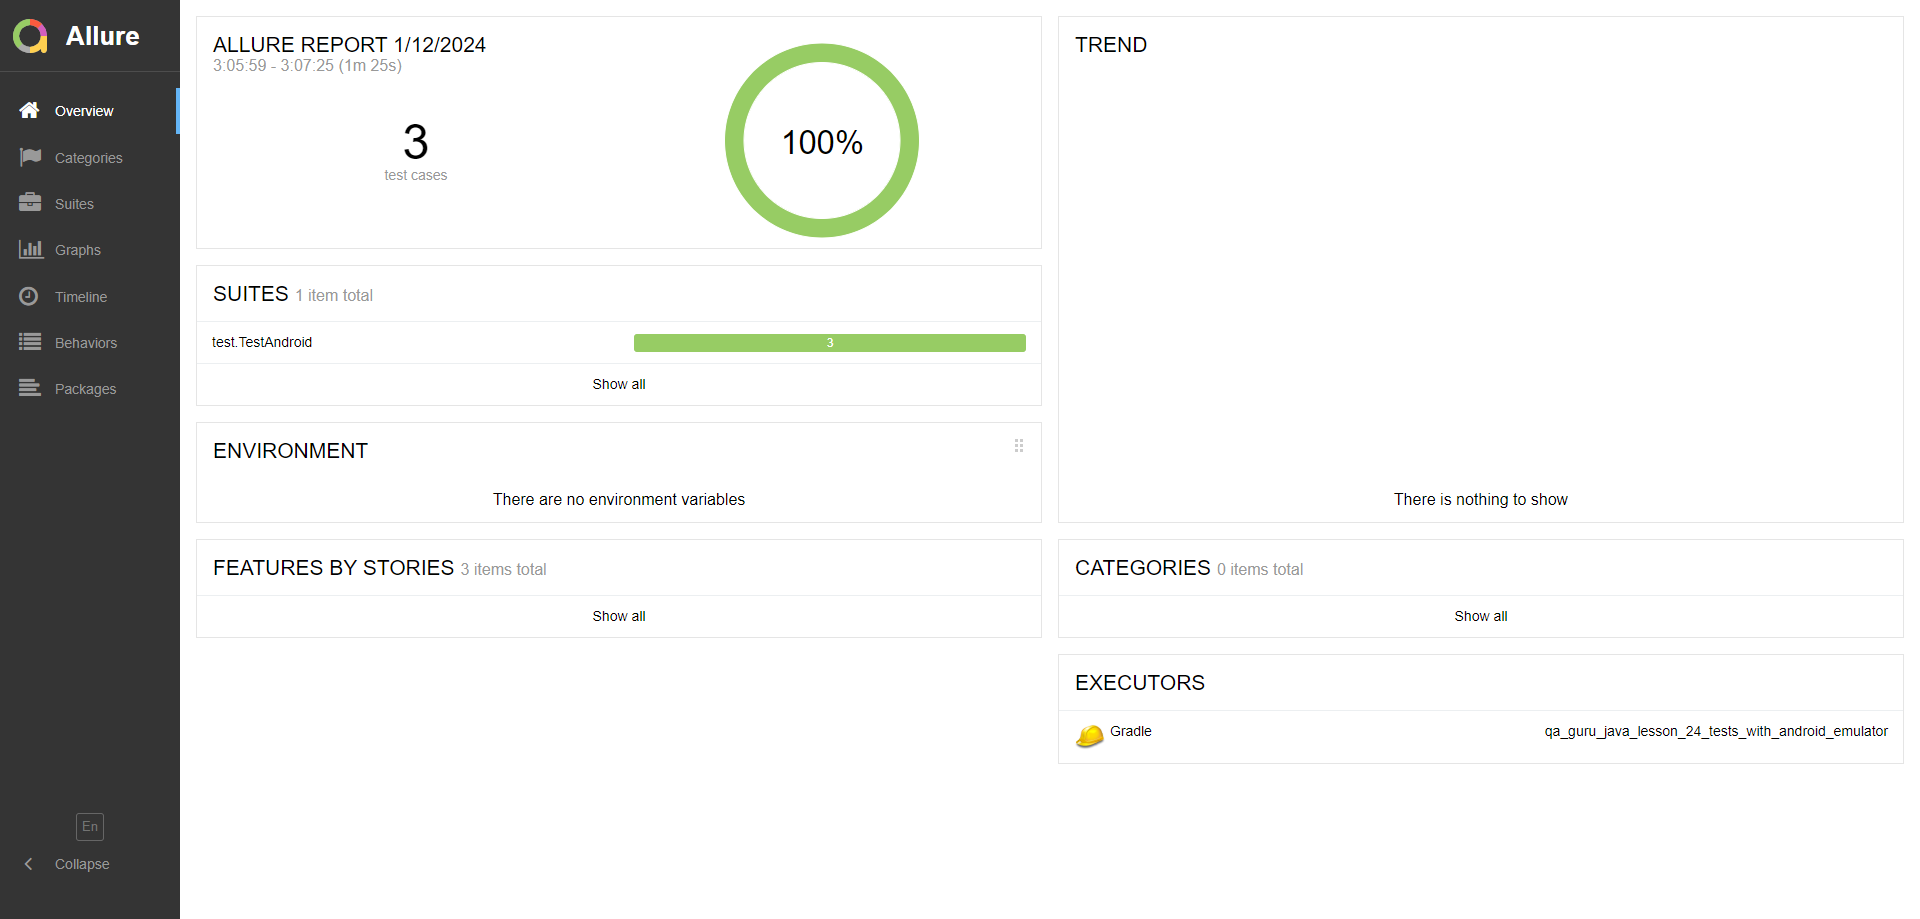 Allure
Overview
Categories
Suites
Graphs
Timeline
Behaviors
Packages
En
Collapse
ALLURE REPORT 1/12/2024
3:05:59 - 3:07:25 (1m 25s)
3
test cases
100%
SUITES 1 item total
test.TestAndroid 3
Show all
ENVIRONMENT
There are no environment variables
FEATURES BY STORIES 3 items total
Show all
TREND
There is nothing to show
CATEGORIES 0 items total
Show all
EXECUTORS
Gradle qa_guru_java_lesson_24_tests_with_android_emulator